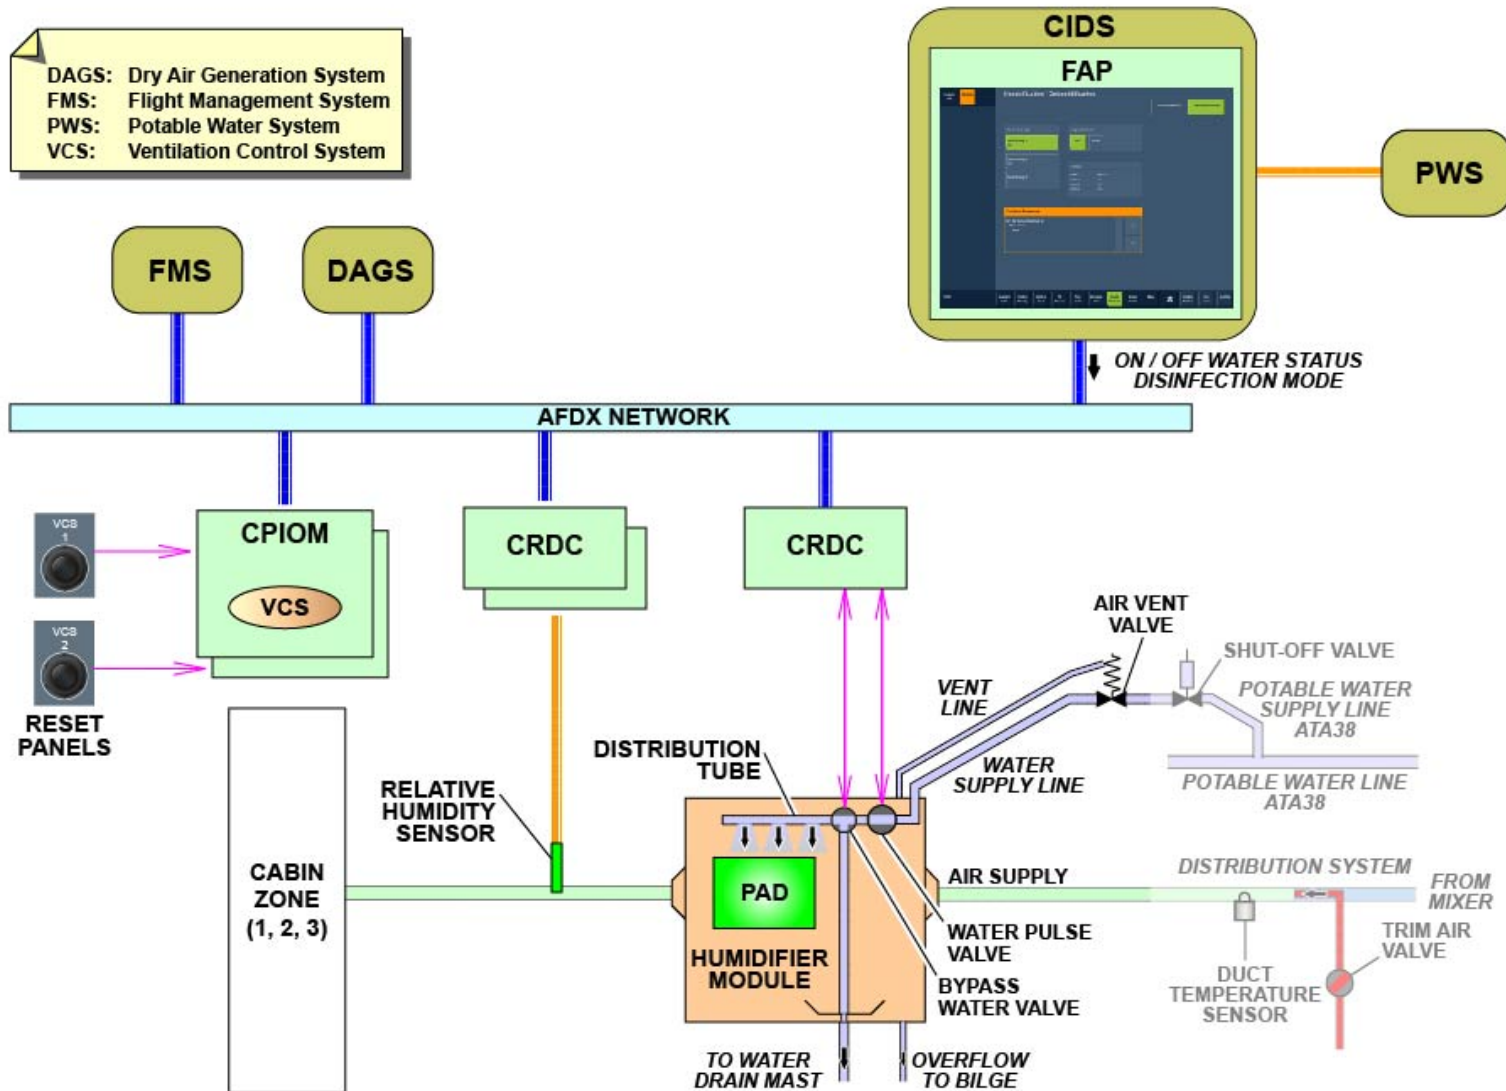 CIDS
FAP
DAGS: Dry Air Generation System
FMS: Flight Management System
PWS: Potable Water System
VCS: Ventilation Control System
PWS
FMS
DAGS
ON / OFF WATER STATUS
DISINFECTION MODE
AFDX NETWORK
VCS
1
CPIOM
VCS
CRDC
CRDC
VCS
2
RESET
PANELS
AIR VENT
VALVE
SHUT-OFF VALVE
VENT
LINE
POTABLE WATER
SUPPLY LINE
ATA38
DISTRIBUTION
TUBE
WATER
SUPPLY LINE
POTABLE WATER LINE
ATA38
RELATIVE
HUMIDITY
SENSOR
CABIN
ZONE
(1, 2, 3)
PAD
HUMIDIFIER
MODULE
AIR SUPPLY
DISTRIBUTION SYSTEM
FROM
MIXER
WATER PULSE
VALVE
BYPASS
WATER VALVE
DUCT
TEMPERATURE
SENSOR
TRIM AIR
VALVE
TO WATER
DRAIN MAST
OVERFLOW
TO BILGE